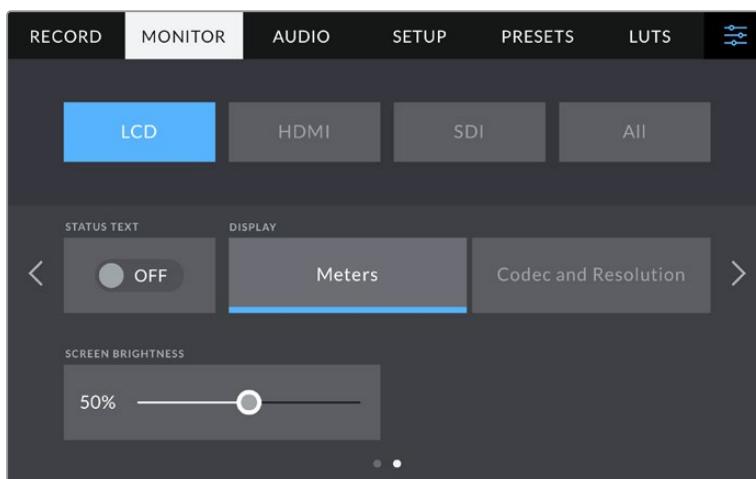 RECORD MONITOR AUDIO SETUP PRESETS LUTS
LCD HDMI SDI All
STATUS TEXT DISPLAY
OFF Meters Codec and Resolution
SCREEN BRIGHTNESS
50%